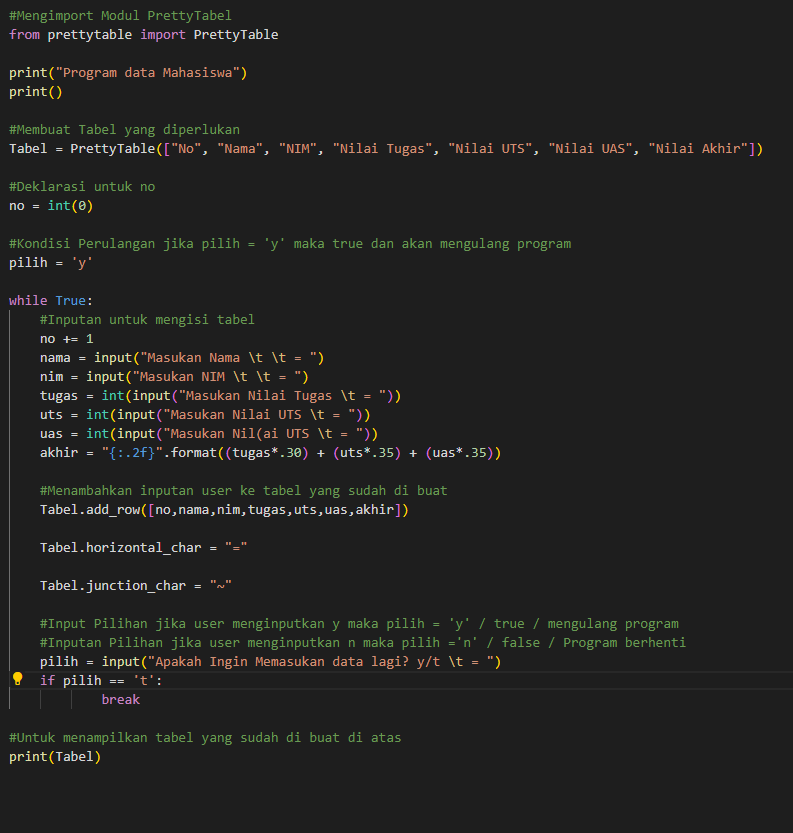 #Mengimport Modul PrettyTabel
from prettytable import PrettyTable
print("Program data Mahasiswa")
print()
#Membuat Tabel yang diperlukan
Tabel = PrettyTable(["No", "Nama", "NIM", "Nilai Tugas", "Nilai UTS", "Nilai UAS", "Nilai Akhir"])
#Deklarasi untuk no
no = int(0)
#Kondisi Perulangan jika pilih = 'y' maka true dan akan mengulang program
pilih = 'y'
while True:
    #Inputan untuk mengisi tabel
    no += 1
    nama = input("Masukan Nama \t \t = ")
    nim = input("Masukan NIM \t \t = ")
    tugas = int(input("Masukan Nilai Tugas \t = "))
    uts = int(input("Masukan Nilai UTS \t = "))
    uas = int(input("Masukan Nil(ai UTS \t = "))
    akhir = "{:.2f}".format((tugas*.30) + (uts*.35) + (uas*.35))
    #Menambahkan inputan user ke tabel yang sudah di buat
    Tabel.add_row([no,nama,nim,tugas,uts,uas,akhir])
    Tabel.horizontal_char = "="
    Tabel.junction_char = "~"
    #Input Pilihan jika user menginputkan y maka pilih = 'y' / true / mengulang program
    #Inputan Pilihan jika user menginputkan n maka pilih ='n' / false / Program berhenti
    pilih = input("Apakah Ingin Memasukan data lagi? y/t \t = ")
    if pilih == 't':
            break
#Untuk menampilkan tabel yang sudah di buat di atas
print(Tabel)